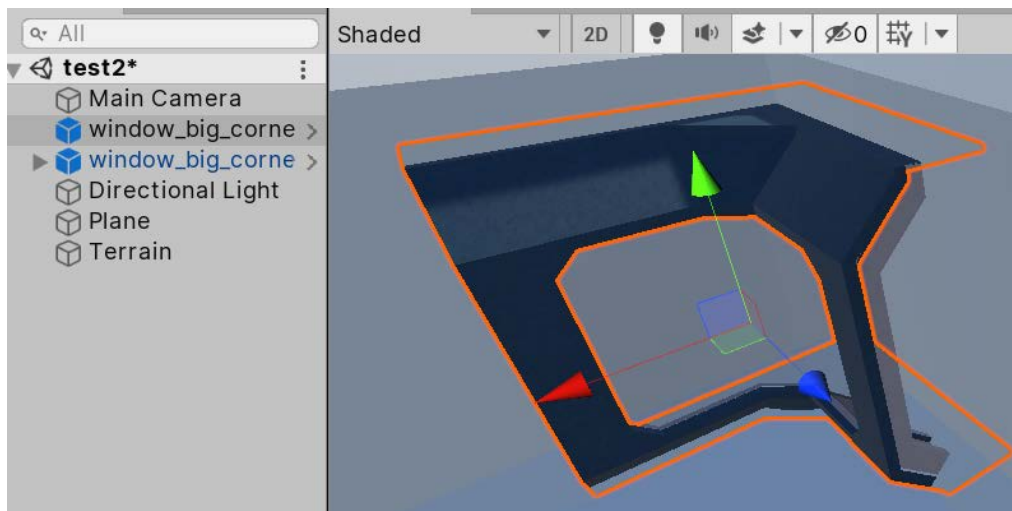 All
Shaded
2D
0
test2*
Main Camera
window_big_corne
window_big_corne
Directional Light
Plane
Terrain